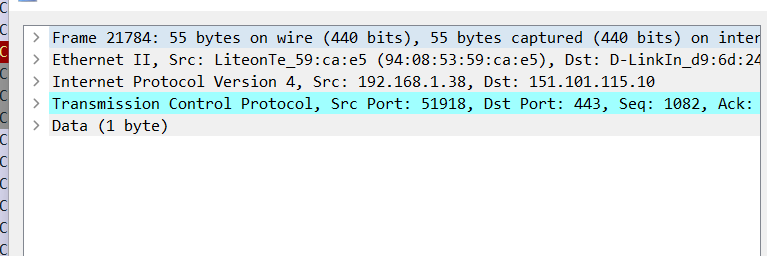 Frame 21784: 55 bytes on wire (440 bits), 55 bytes captured (440 bits) on inter
Ethernet II, Src: LiteonTe_59:ca:e5 (94:08:53:59:ca:e5), Dst: D-LinkIn_d9:6d:24
Internet Protocol Version 4, Src: 192.168.1.38, Dst: 151.101.115.10
Transmission Control Protocol, Src Port: 51918, Dst Port: 443, Seq: 1082, Ack:
Data (1 byte)